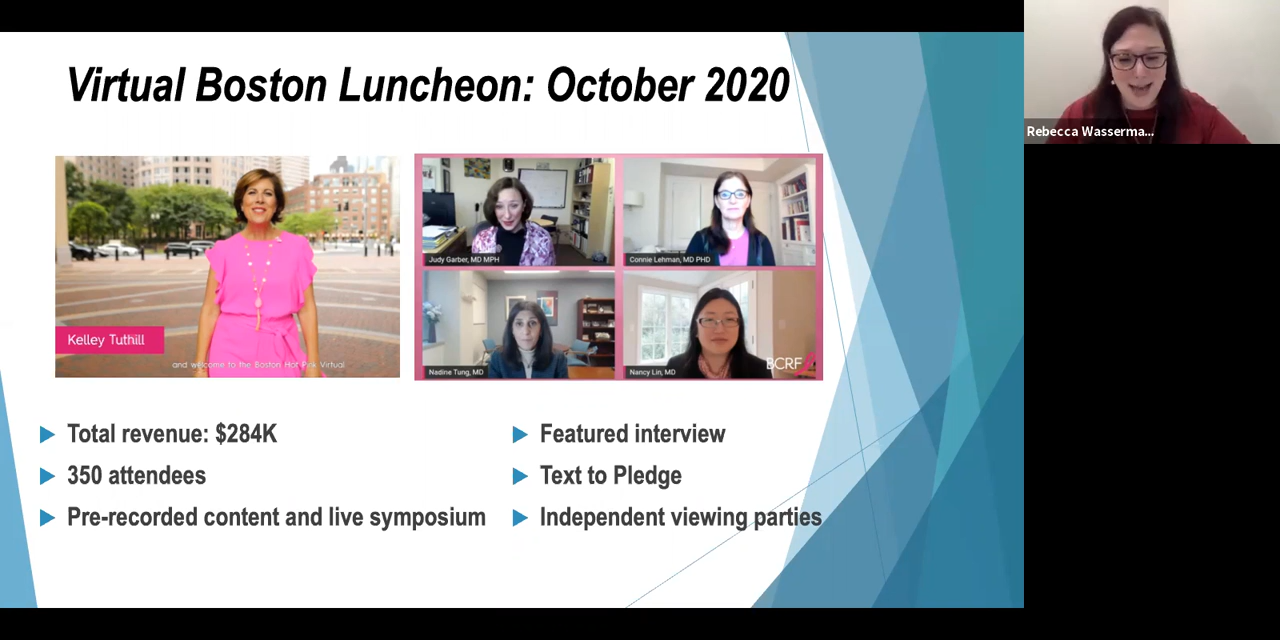 Virtual Boston Luncheon: October 2020
Rebecca Wasserma...
Kelley Tuthill
and welcome to the Boston Hot Pink Virtual
Judy Garber, MD MPH
Connie Lehman, MD PHD
Nadine Tung, MD
Nancy Lin, MD
BCRF
Total revenue: $284K
350 attendees
Pre-recorded content and live symposium
Featured interview
Text to Pledge
Independent viewing parties